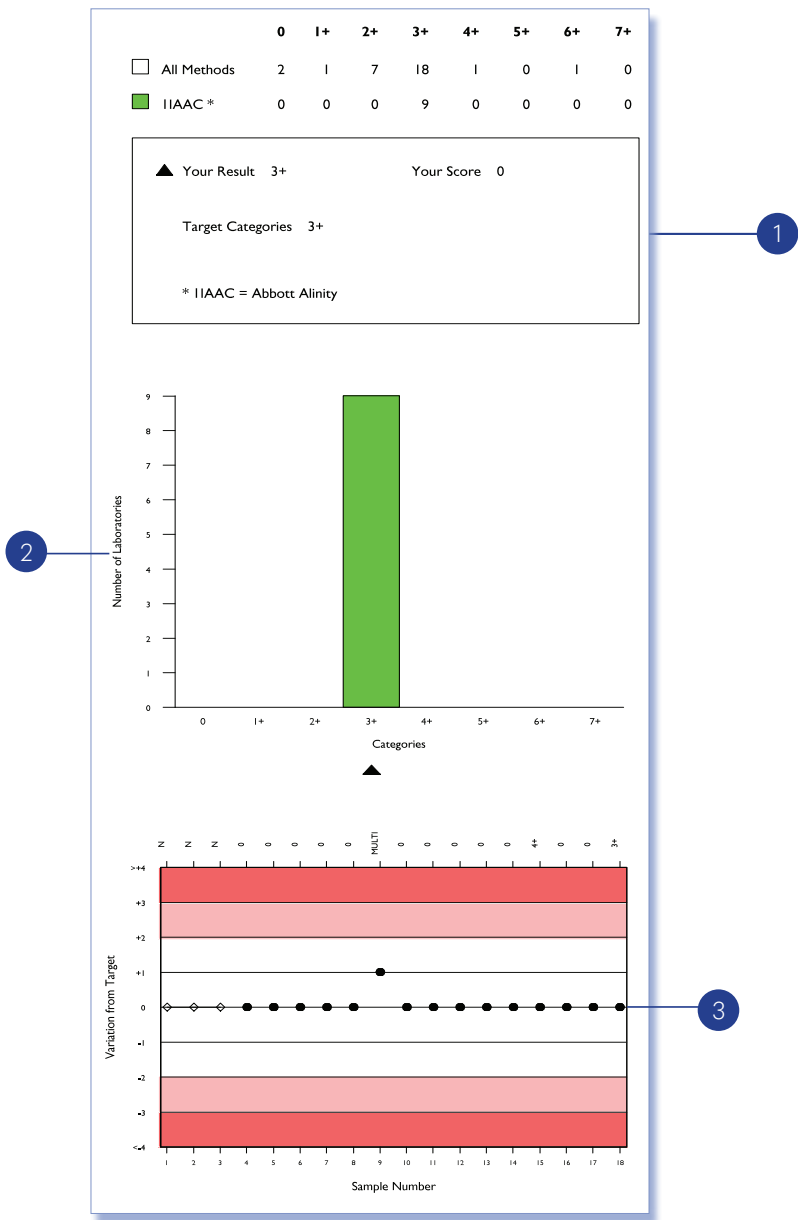 0 1+ 2+ 3+ 4+ 5+ 6+ 7+
All Methods 2 1 7 18 1 0 1 0
11AAC * 0 0 0 9 0 0 0 0
Your Result 3+ Your Score 0
1
Target Categories 3+
* 11AAC = Abbott Alinity
9
8
7
6
5
4
3
2
1
0
Number of Laboratories
2
0 1+ 2+ 3+ 4+ 5+ 6+ 7+
Categories
N N N 0 0 0 0 0 MULTI 0 0 0 0 0 4+ 0 0 3+
>+4
+3
+2
+1
0
-1
-2
-3
<-4
Variation from Target
3
1 2 3 4 5 6 7 8 9 10 11 12 13 14 15 16 17 18
Sample Number